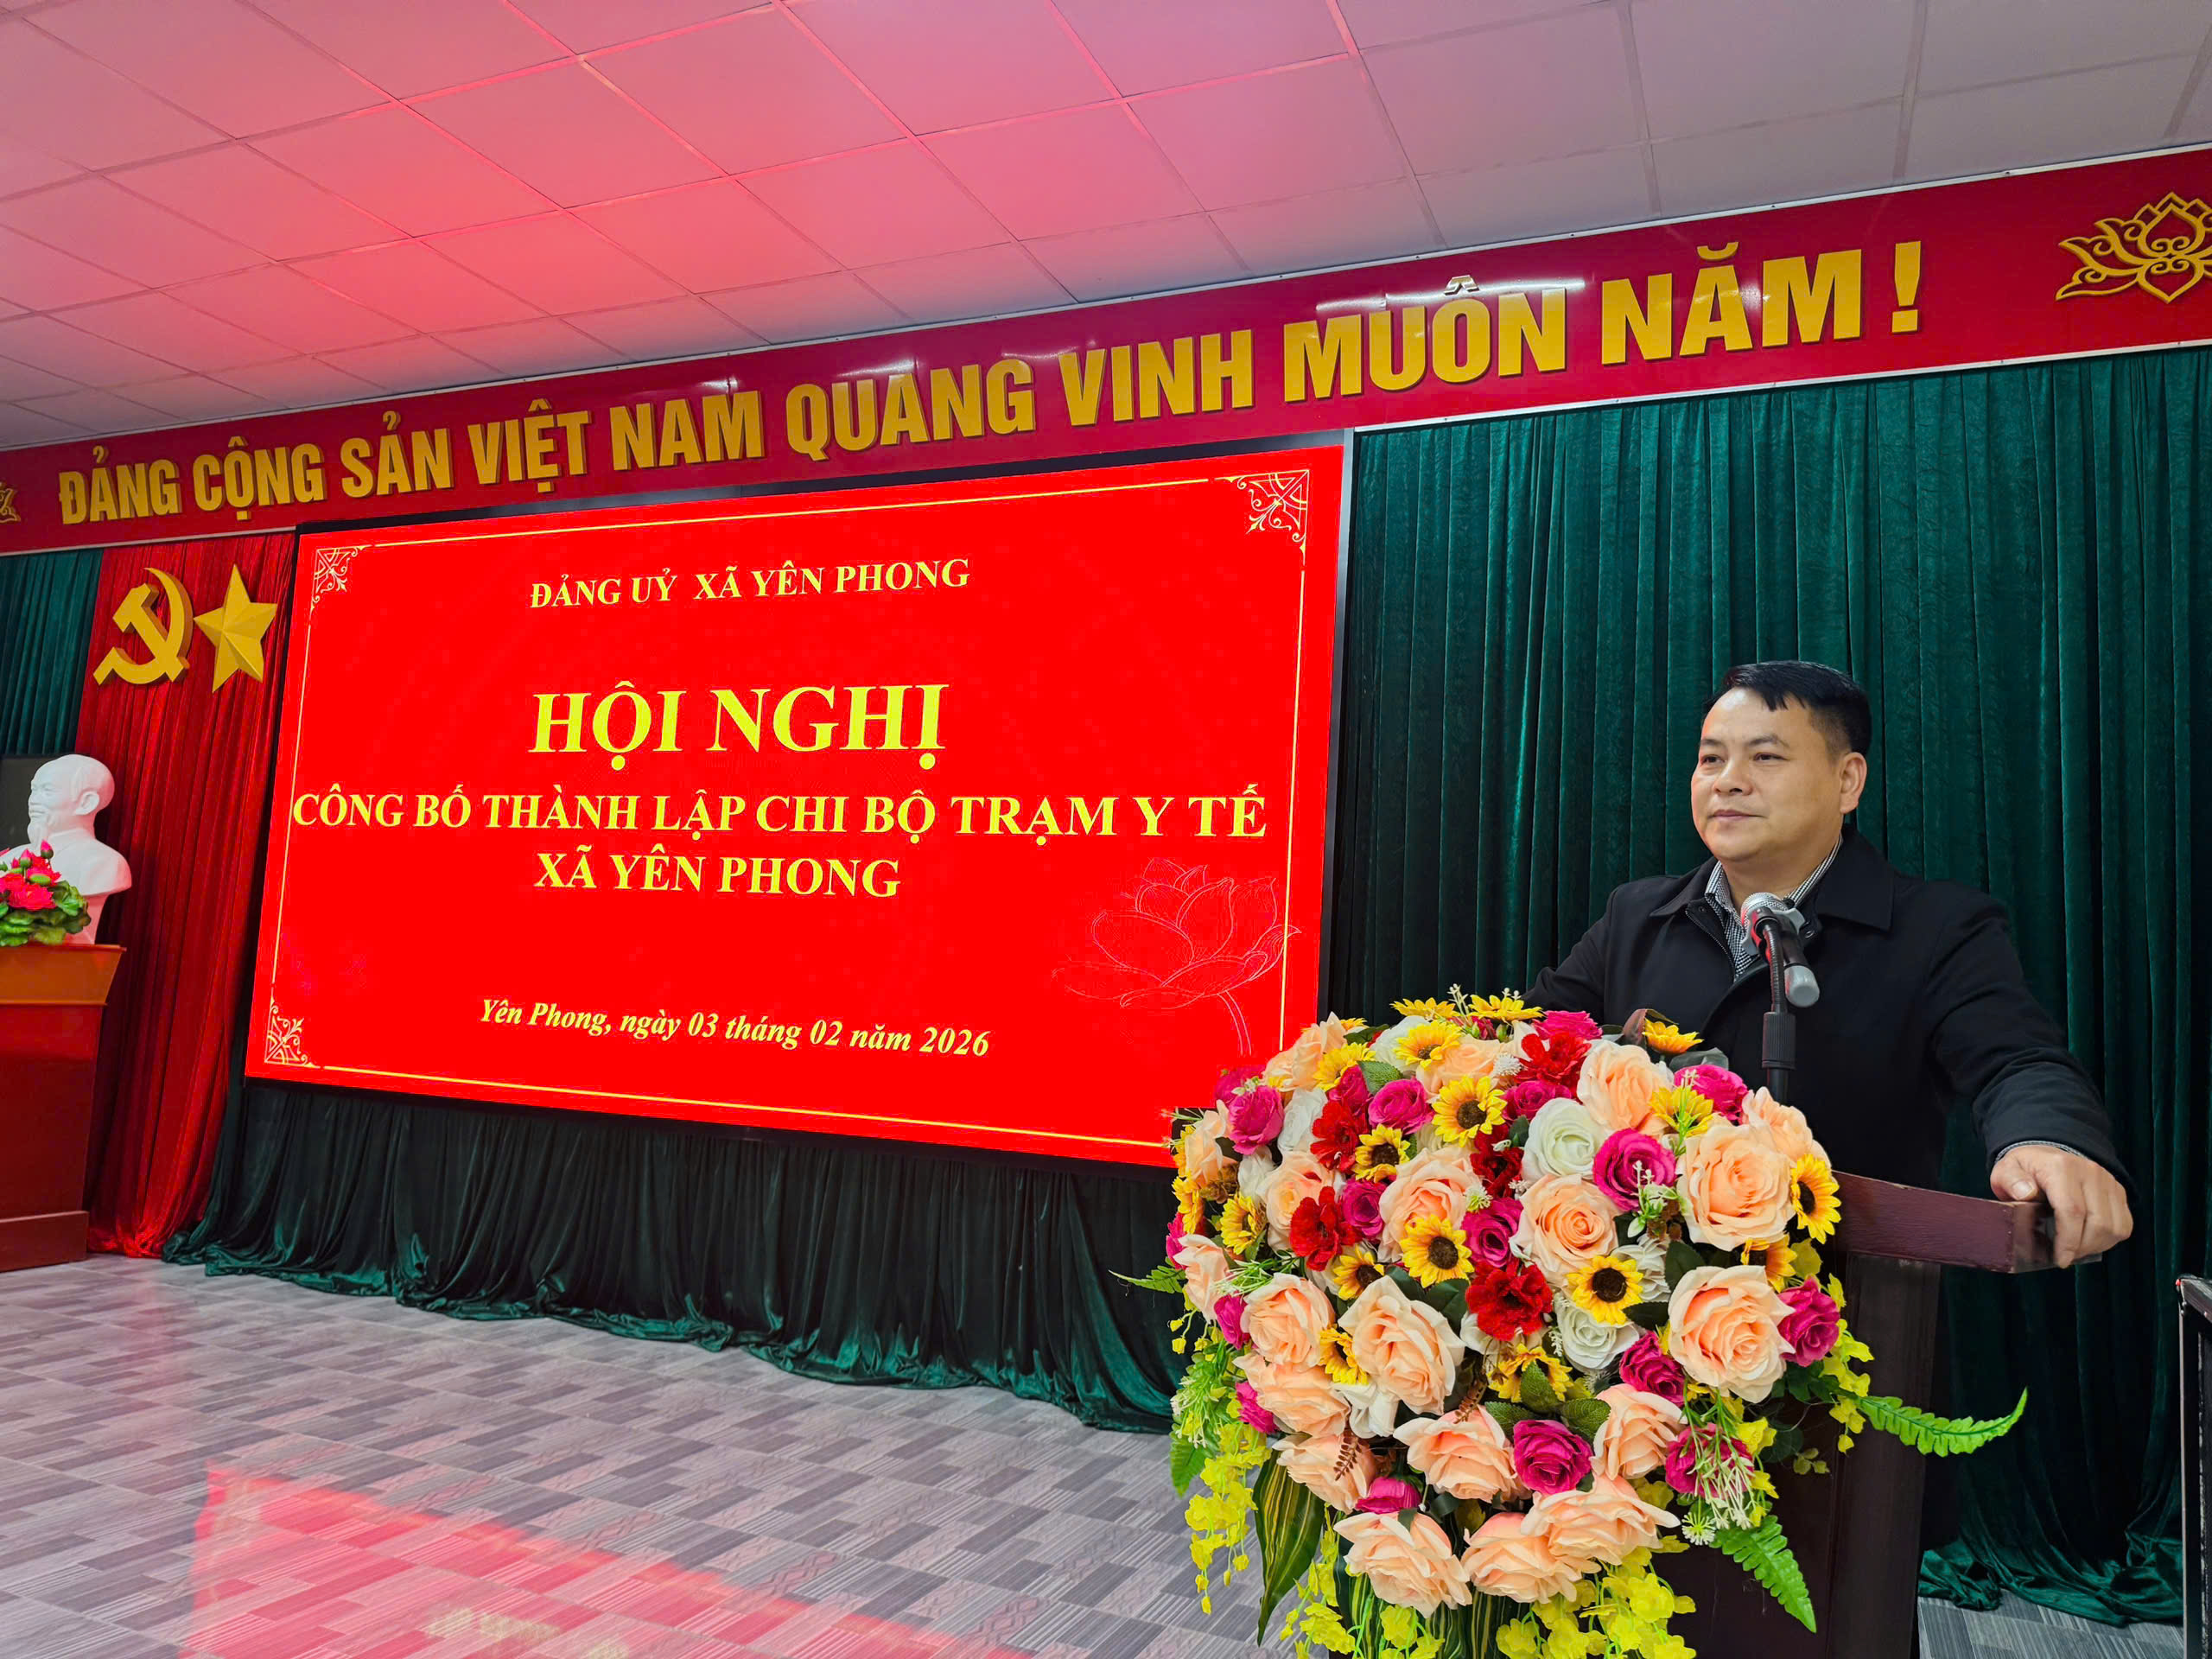 ĐẢNG CỘNG SẢN VIỆT NAM QUANG VINH MUÔN NĂM!
ĐẢNG UỶ XÃ YÊN PHONG
HỘI NGHỊ
CÔNG BỐ THÀNH LẬP CHI BỘ TRẠM Y TẾ
XÃ YÊN PHONG
Yên Phong, ngày 03 tháng 02 năm 2026